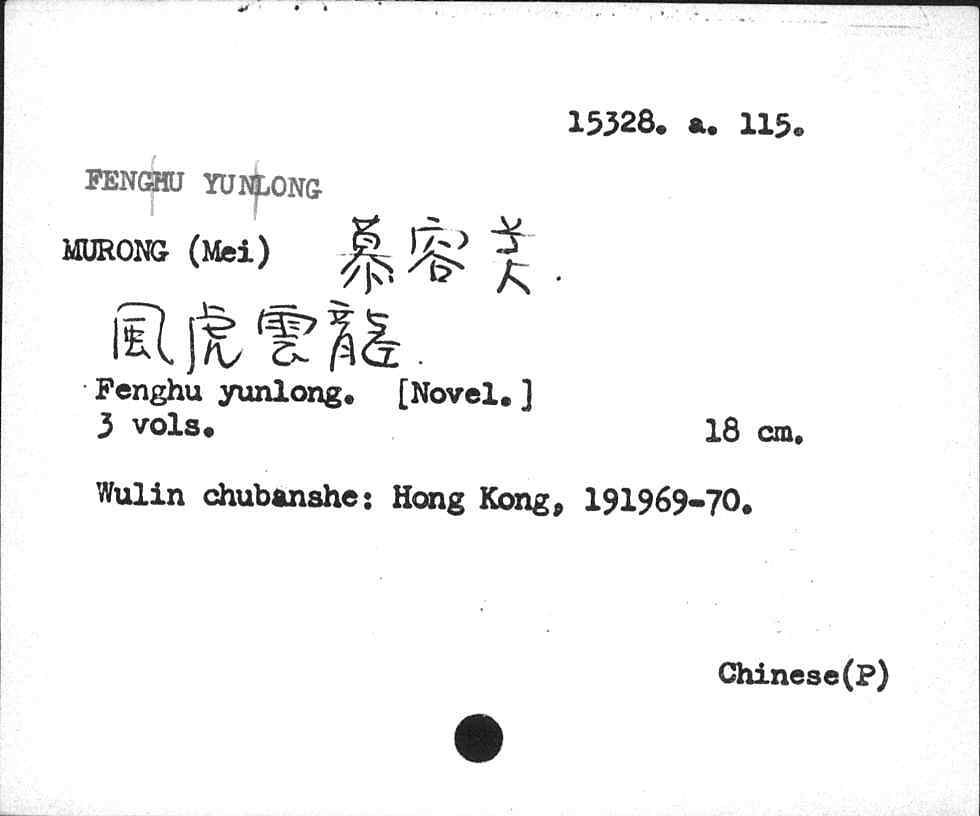 15328. a. 115.
FENGHU YUNLONG
MURONG (Mei) 慕容美.
風虎雲龍.
Fenghu yunlong. [Novel.]
3 vols. 18 cm.
Wulin chubanshe: Hong Kong, 191969-70.
Chinese(P)